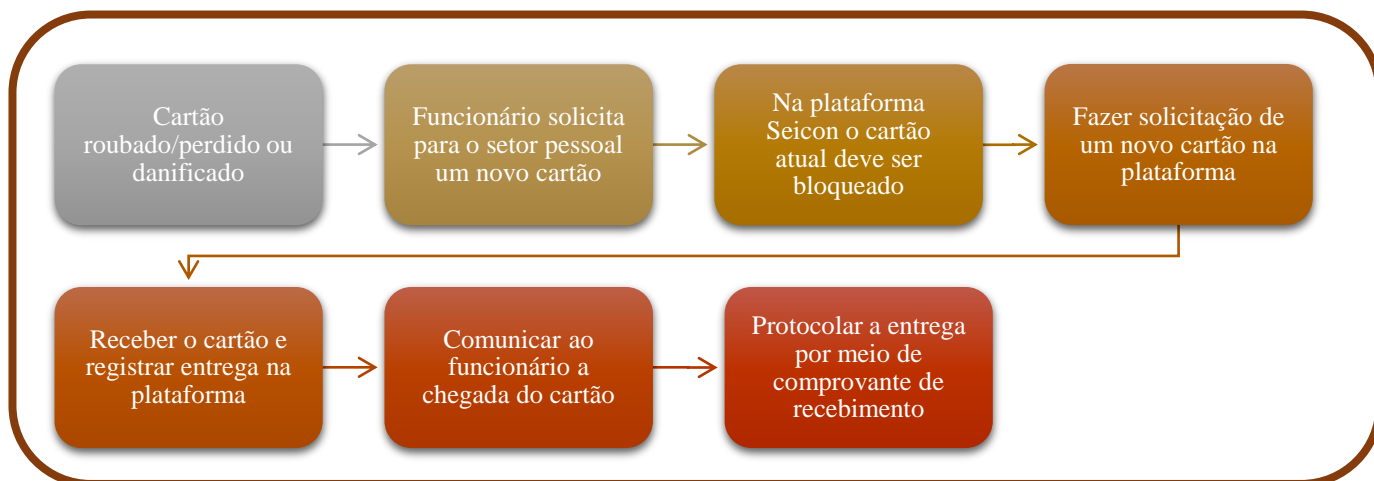 Cartão
roubado/perdido ou
danificado
Funcionário solicita
para o setor pessoal
um novo cartão
Na plataforma
Seicon o cartão
atual deve ser
bloqueado
Fazer solicitação de
um novo cartão na
plataforma
Receber o cartão e
registrar entrega na
plataforma
Comunicar ao
funcionário a
chegada do cartão
Protocolar a entrega
por meio de
comprovante de
recebimento